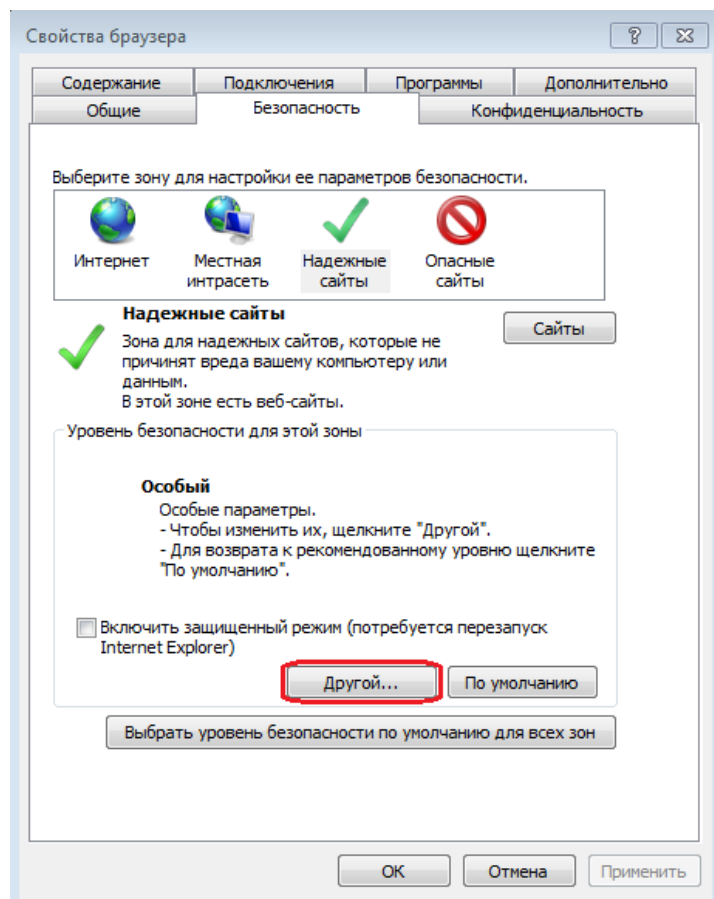 Свойства браузера
Содержание Подключения Программы Дополнительно
Общие Безопасность Конфиденциальность
Выберите зону для настройки ее параметров безопасности.
Интернет Местная интрасеть Надежные сайты Опасные сайты
Надежные сайты
Сайты
Зона для надежных сайтов, которые не
причинят вреда вашему компьютеру или
данным.
В этой зоне есть веб-сайты.
Уровень безопасности для этой зоны
Особый
Особые параметры.
- Чтобы изменить их, щелкните "Другой".
- Для возврата к рекомендованному уровню щелкните
"По умолчанию".
Включить защищенный режим (потребуется перезапуск
Internet Explorer)
Другой... По умолчанию
Выбрать уровень безопасности по умолчанию для всех зон
OK Отмена Применить